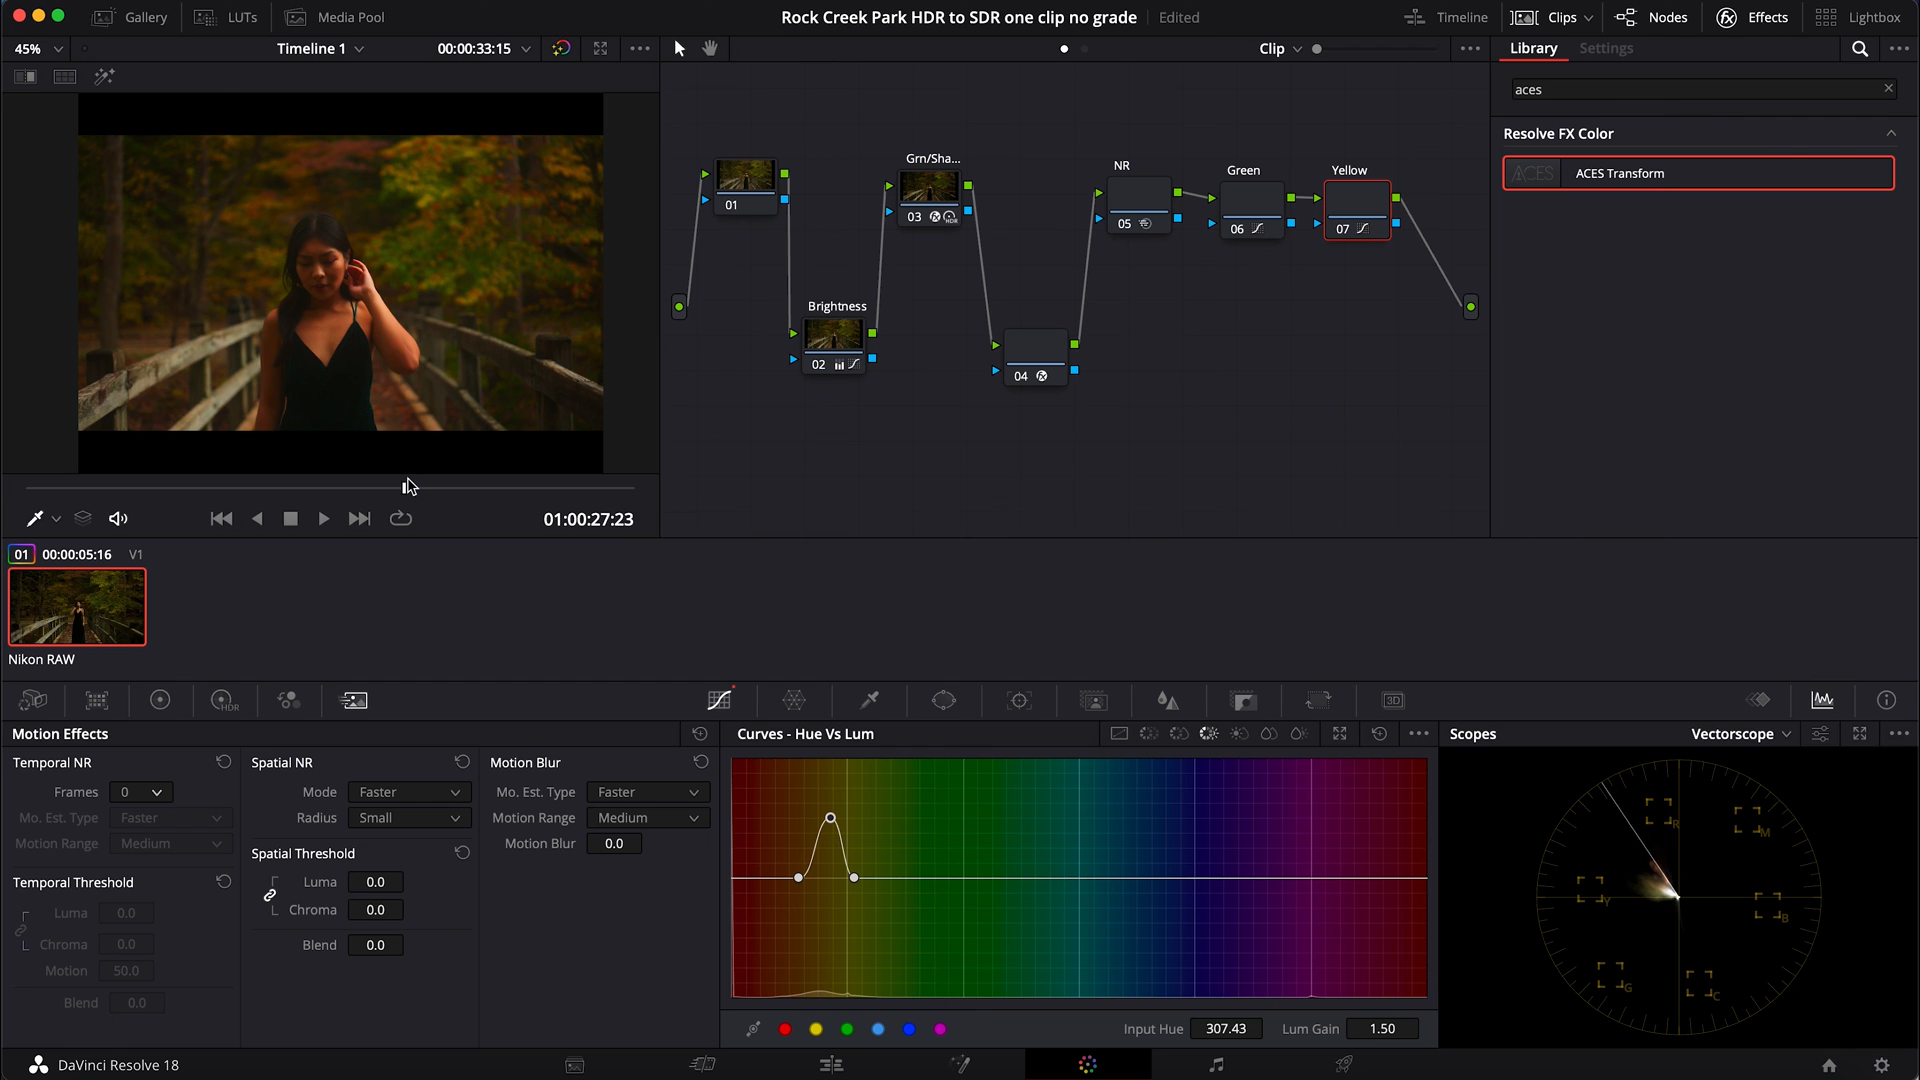 Gallery LUTs Media Pool Rock Creek Park HDR to SDR one clip no grade Edited Timeline Clips Nodes Effects Lightbox
45% Timeline 1 00:00:33:15 Clip Library Settings
aces
Resolve FX Color
ACES ACES Transform
01
Brightness
02
Grn/Sha...
03 HDR
04
NR
05
Green
06
Yellow
07
01:00:27:23
01 00:00:05:16 V1
Nikon RAW
HDR
3D
Motion Effects
Temporal NR
Frames 0
Mo. Est. Type Faster
Motion Range Medium
Temporal Threshold
Luma 0.0
Chroma 0.0
Motion 50.0
Blend 0.0
Spatial NR
Mode Faster
Radius Small
Spatial Threshold
Luma 0.0
Chroma 0.0
Blend 0.0
Motion Blur
Mo. Est. Type Faster
Motion Range Medium
Motion Blur 0.0
Curves - Hue Vs Lum
Input Hue 307.43 Lum Gain 1.50
Scopes Vectorscope
R
M
Y
B
G
C
DaVinci Resolve 18